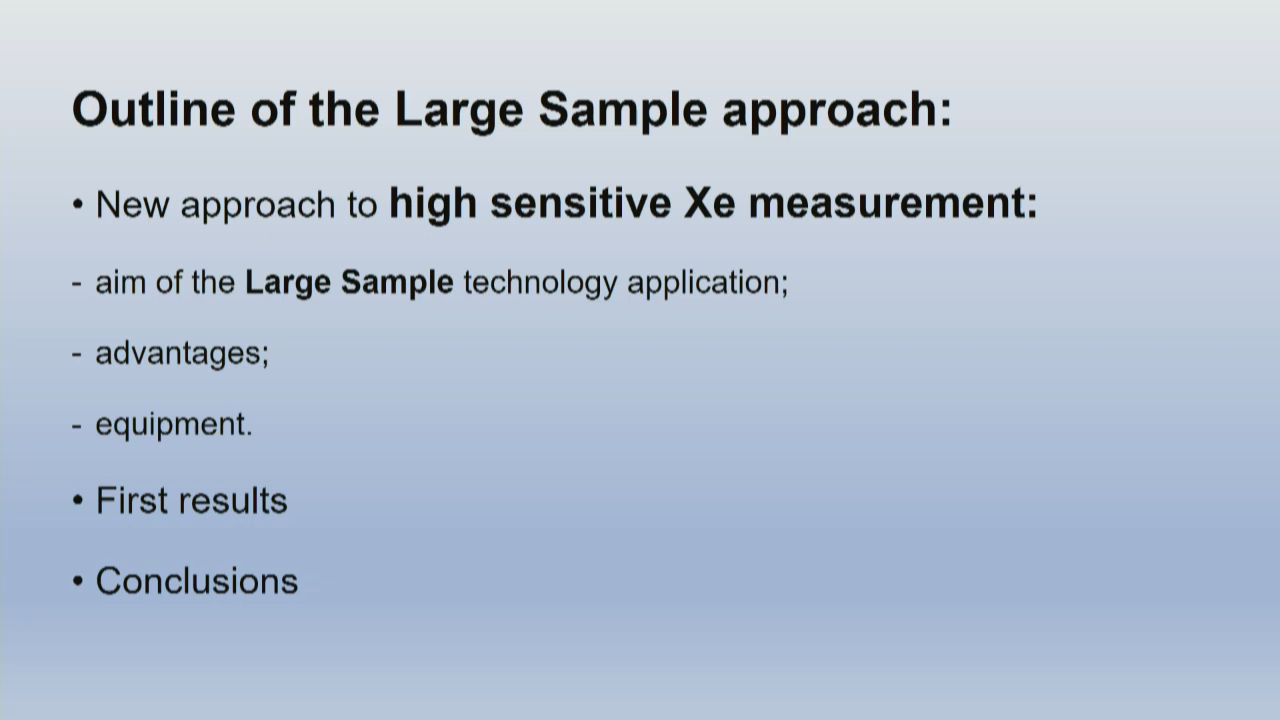 Outline of the Large Sample approach:
• New approach to high sensitive Xe measurement:
- aim of the Large Sample technology application;
- advantages;
- equipment.
• First results
• Conclusions